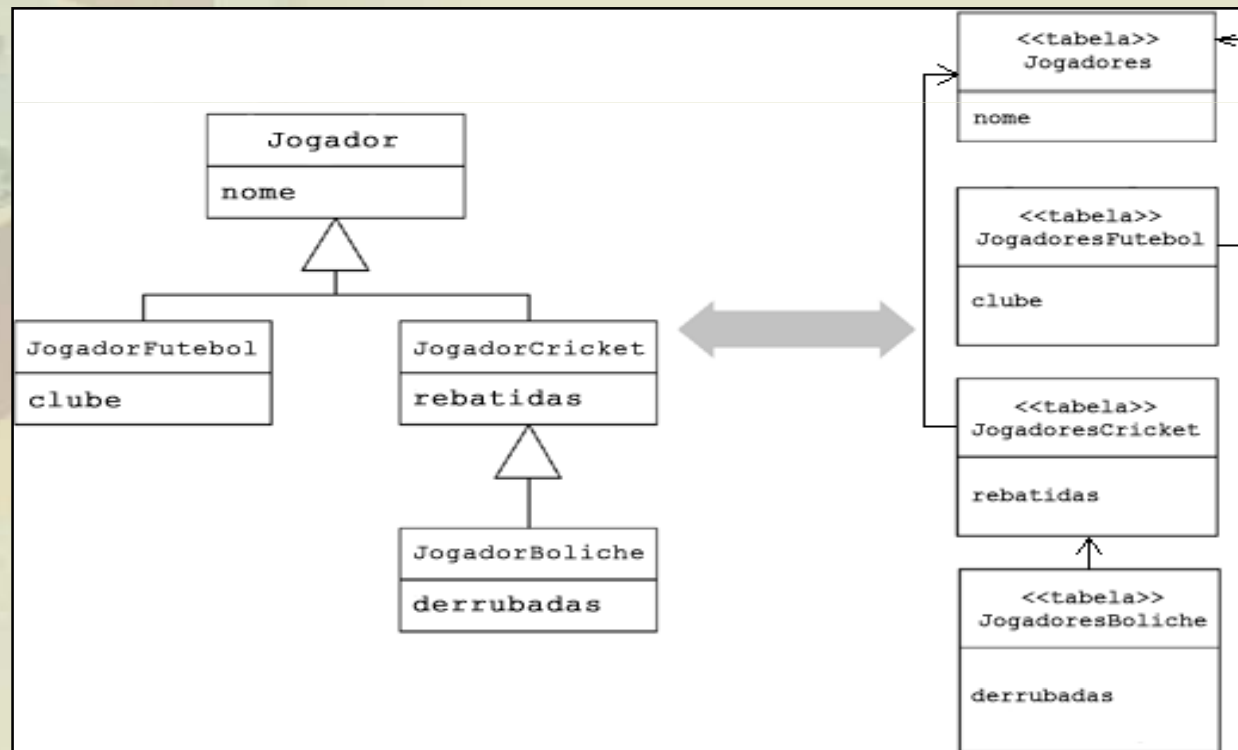 Jogador
nome
JogadorFutebol
clube
JogadorCricket
rebatidas
JogadorBoliche
derrubadas
<<tabela>>
Jogadores
nome
<<tabela>>
JogadoresFutebol
clube
<<tabela>>
JogadoresCricket
rebatidas
<<tabela>>
JogadoresBoliche
derrubadas